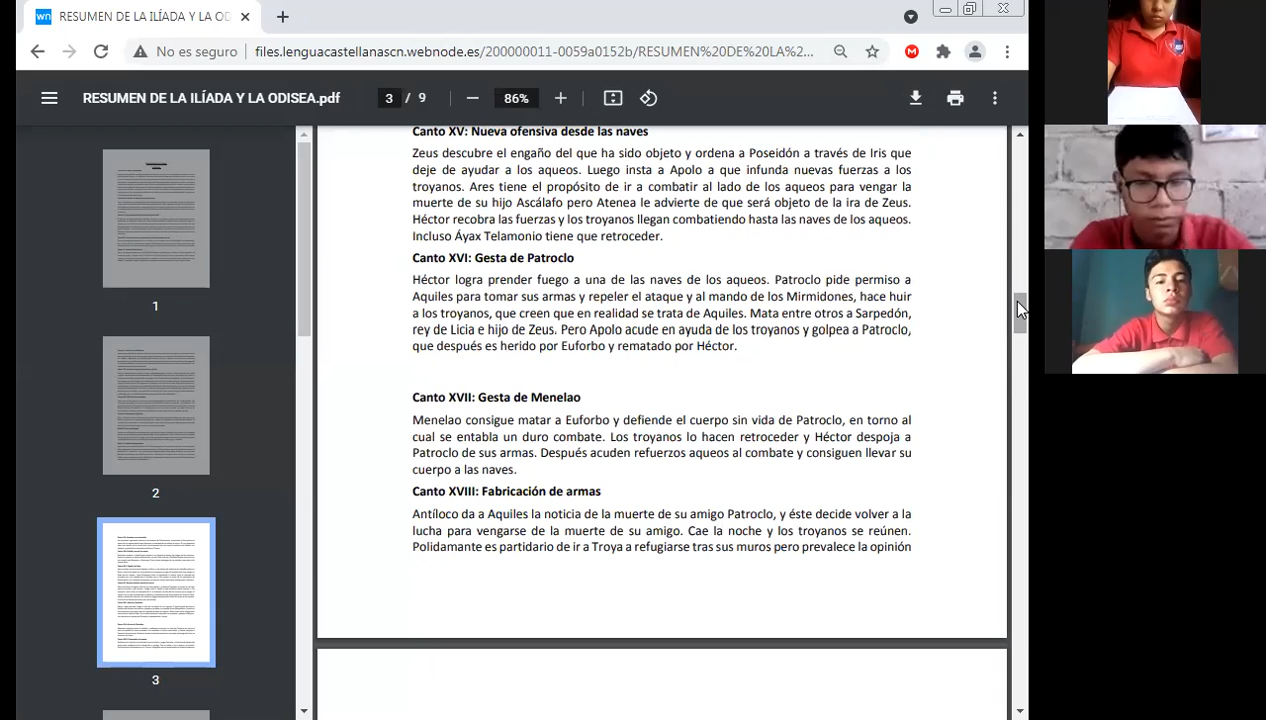 RESUMEN DE LA ILÍADA Y LA O
No es seguro
files.lenguacastellanascn.webnode.es/200000011-0059a0152b/RESUMEN%20DE%20LA%2...
RESUMEN DE LA ILÍADA Y LA ODISEA.pdf
3 / 9
86%
Canto XV: Nueva ofensiva desde las naves
Zeus descubre el engaño del que ha sido objeto y ordena a Poseidón a través de Iris que
deje de ayudar a los aqueos. Luego insta a Apolo a que infunda nuevas fuerzas a los
troyanos. Ares tiene el propósito de ir a combatir al lado de los aqueos para vengar la
muerte de su hijo Ascálafo pero Atenea le advierte de que será objeto de la ira de Zeus.
Héctor recobra las fuerzas y los troyanos llegan combatiendo hasta las naves de los aqueos.
Incluso Áyax Telamonio tiene que retroceder.
Canto XVI: Gesta de Patroclo
Héctor logra prender fuego a una de las naves de los aqueos. Patroclo pide permiso a
Aquiles para tomar sus armas y repeler el ataque y al mando de los Mirmidones, hace huir
a los troyanos, que creen que en realidad se trata de Aquiles. Mata entre otros a Sarpedón,
rey de Licia e hijo de Zeus. Pero Apolo acude en ayuda de los troyanos y golpea a Patroclo,
que después es herido por Euforbo y rematado por Héctor.
Canto XVII: Gesta de Menelao
Menelao consigue matar a Euforbo y defiende el cuerpo sin vida de Patroclo, en torno al
cual se entabla un duro combate. Los troyanos lo hacen retroceder y Héctor despoja a
Patroclo de sus armas. Después acuden refuerzos aqueos al combate y consiguen llevar su
cuerpo a las naves.
Canto XVIII: Fabricación de armas
Antíloco da a Aquiles la noticia de la muerte de su amigo Patroclo, y éste decide volver a la
lucha para vengarse de la muerte de su amigo. Cae la noche y los troyanos se reúnen.
Polidamante es partidario de ir a Troya a refugiarse tras sus muros pero prevalece la opinión
1
2
3